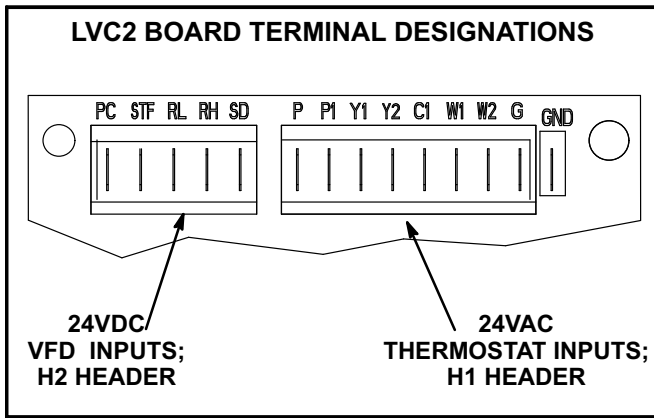 LVC2 BOARD TERMINAL DESIGNATIONS
PC STF RL RH SD P P1 Y1 Y2 C1 W1 W2 G GND
24VDC
VFD INPUTS;
H2 HEADER
24VAC
THERMOSTAT INPUTS;
H1 HEADER